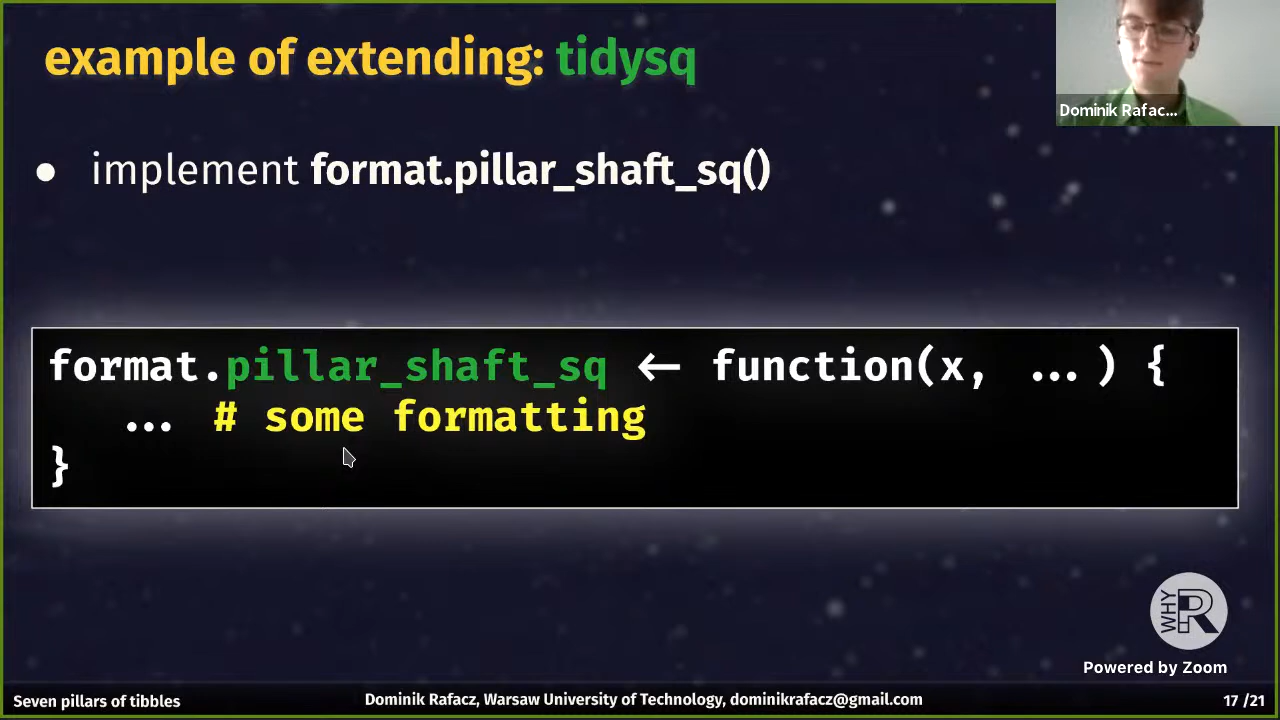 example of extending: tidysq
Dominik Rafac...
● implement format.pillar_shaft_sq()
format.pillar_shaft_sq ← function(x, ...) {
... # some formatting
}
WHY R
Powered by Zoom
Seven pillars of tibbles
Dominik Rafacz, Warsaw University of Technology, dominikrafacz@gmail.com
17 /21